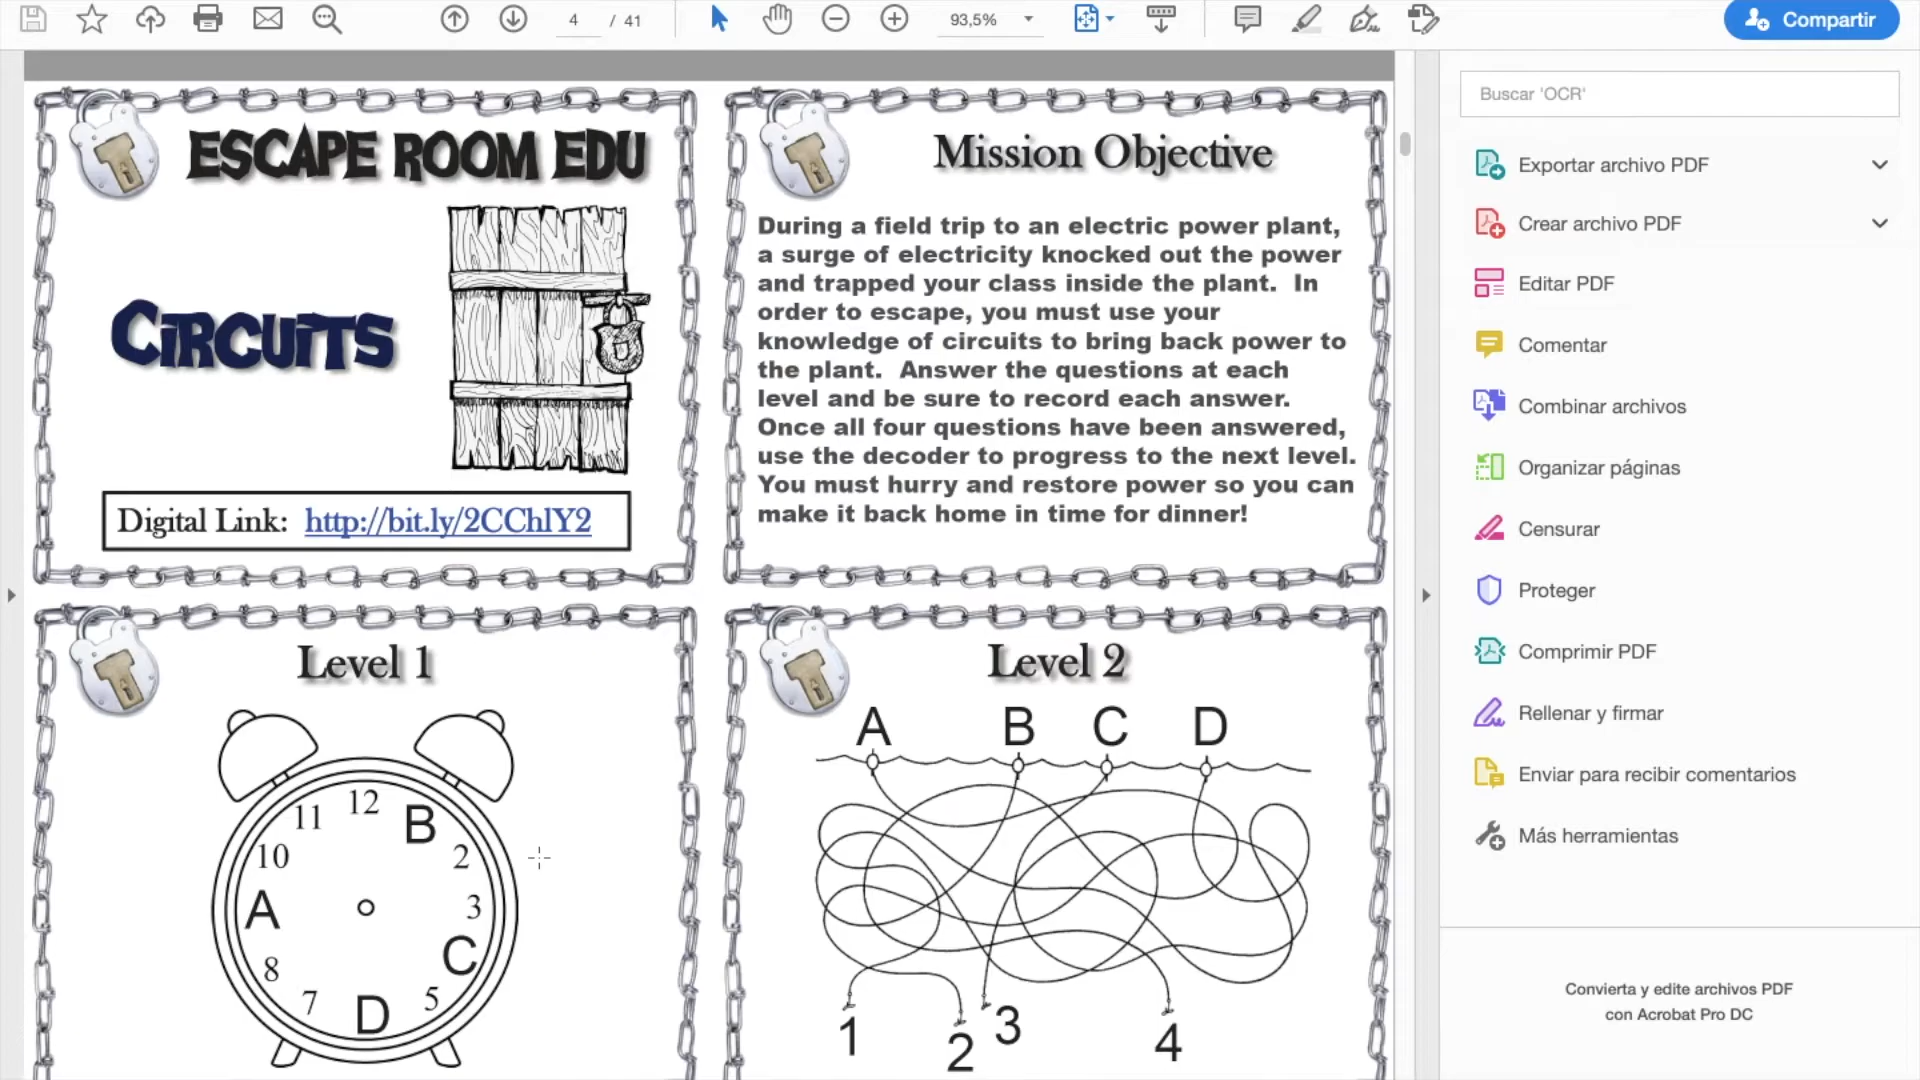 4 / 41
93,5%
Compartir
ESCAPE ROOM EDU
CIRCUITS
Digital Link: http://bit.ly/2CChlY2
Mission Objective
During a field trip to an electric power plant,
a surge of electricity knocked out the power
and trapped your class inside the plant. In
order to escape, you must use your
knowledge of circuits to bring back power to
the plant. Answer the questions at each
level and be sure to record each answer.
Once all four questions have been answered,
use the decoder to progress to the next level.
You must hurry and restore power so you can
make it back home in time for dinner!
Level 1
12
11 B
10 2
A 3
8 C
7 5
D
Level 2
A B C D
1 2 3 4
Buscar 'OCR'
Exportar archivo PDF
Crear archivo PDF
Editar PDF
Comentar
Combinar archivos
Organizar páginas
Censurar
Proteger
Comprimir PDF
Rellenar y firmar
Enviar para recibir comentarios
Más herramientas
Convierta y edite archivos PDF
con Acrobat Pro DC